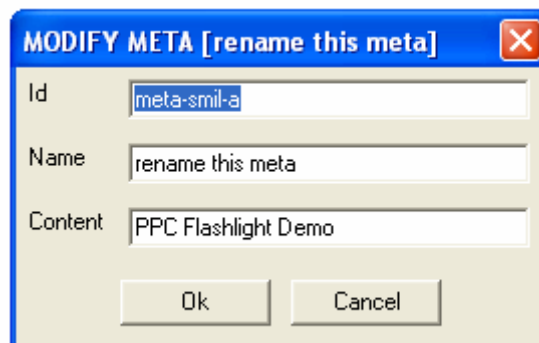 MODIFY META [rename this meta]
Id meta-smil-a
Name rename this meta
Content PPC Flashlight Demo
Ok Cancel